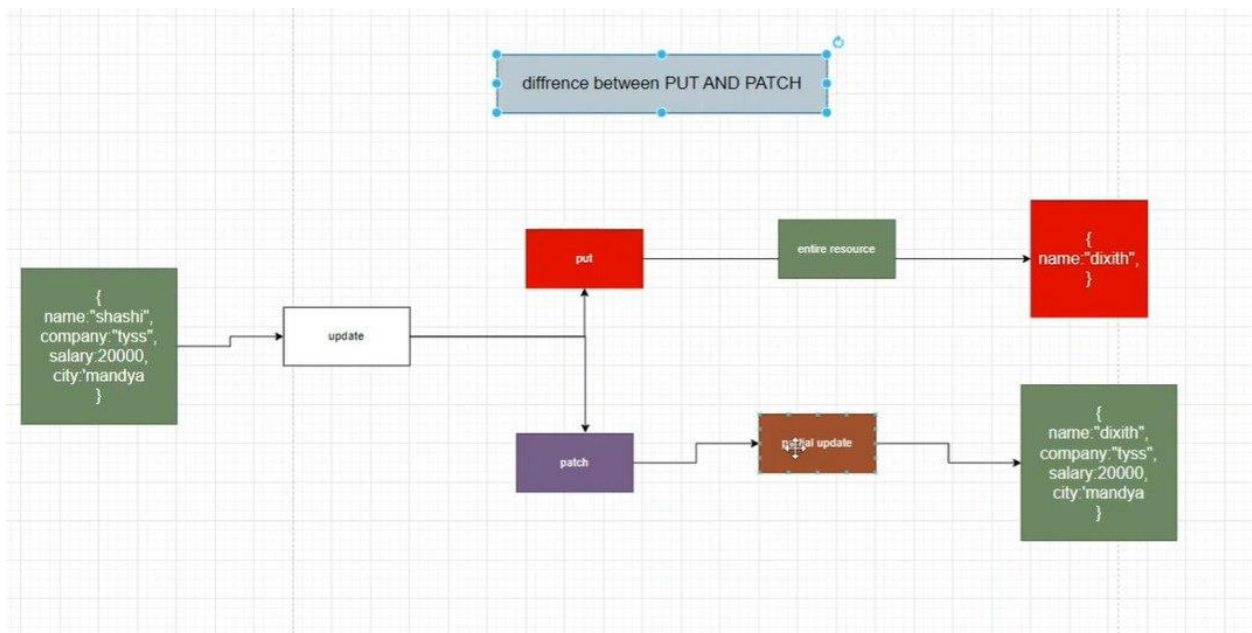 diffrence between PUT AND PATCH
{
name:"shashi",
company:"tyss",
salary:20000,
city:'mandya
}
update
put
entire resource
{
name:"dixith",
}
patch
partial update
{
name:"dixith",
company:"tyss",
salary:20000,
city:'mandya
}